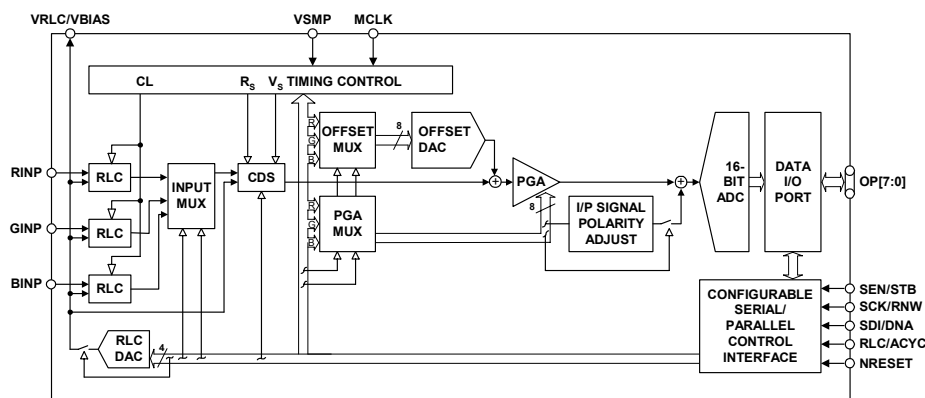 VRLC/VBIAS
VSMP
MCLK
CL
RS
VS TIMING CONTROL
R
G
B
OFFSET
MUX
8
OFFSET
DAC
RINP
RLC
INPUT
MUX
CDS
PGA
16-
BIT
ADC
DATA
I/O
PORT
OP[7:0]
GINP
RLC
R
G
B
PGA
MUX
8
I/P SIGNAL
POLARITY
ADJUST
BINP
RLC
CONFIGURABLE
SERIAL/
PARALLEL
CONTROL
INTERFACE
SEN/STB
SCK/RNW
SDI/DNA
RLC/ACYC
NRESET
RLC
DAC
4